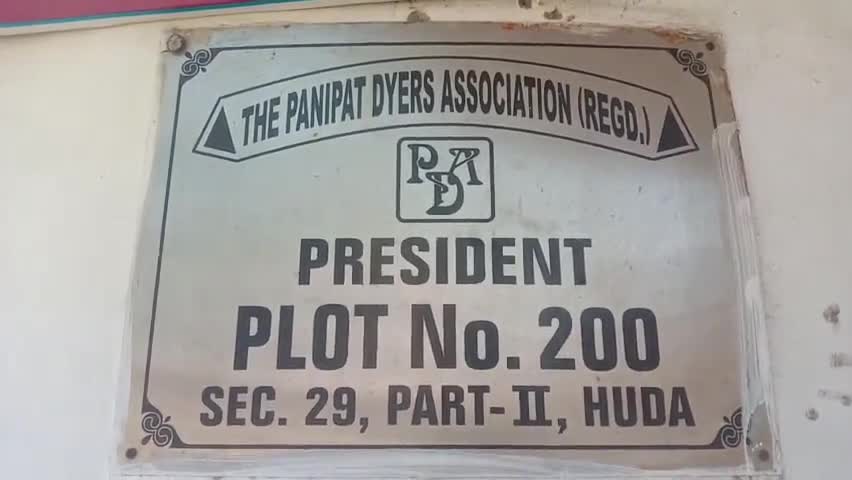 THE PANIPAT DYERS ASSOCIATION (REGD.)
PDA
PRESIDENT
PLOT No. 200
SEC. 29, PART-II, HUDA